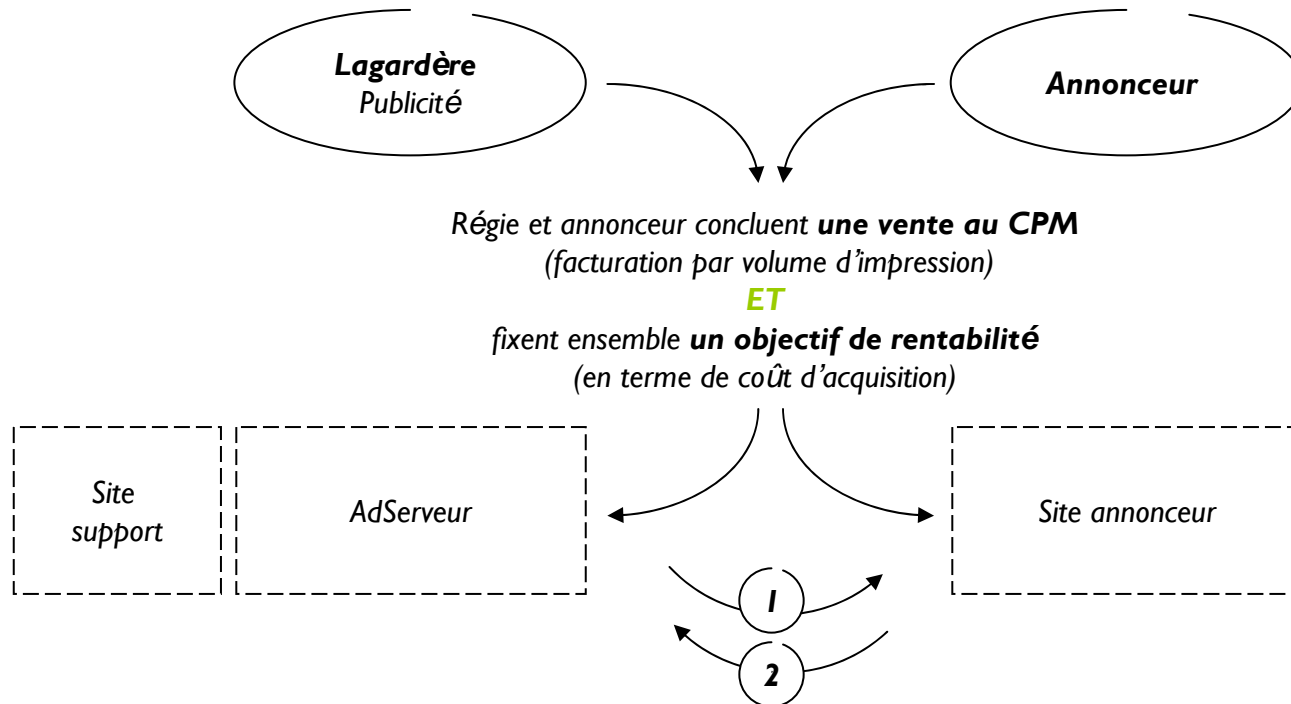 Lagardère
Publicité
Annonceur
Régie et annonceur concluent une vente au CPM
(facturation par volume d'impression)
ET
fixent ensemble un objectif de rentabilité
(en terme de coût d'acquisition)
Site
support
AdServeur
Site annonceur
1
2